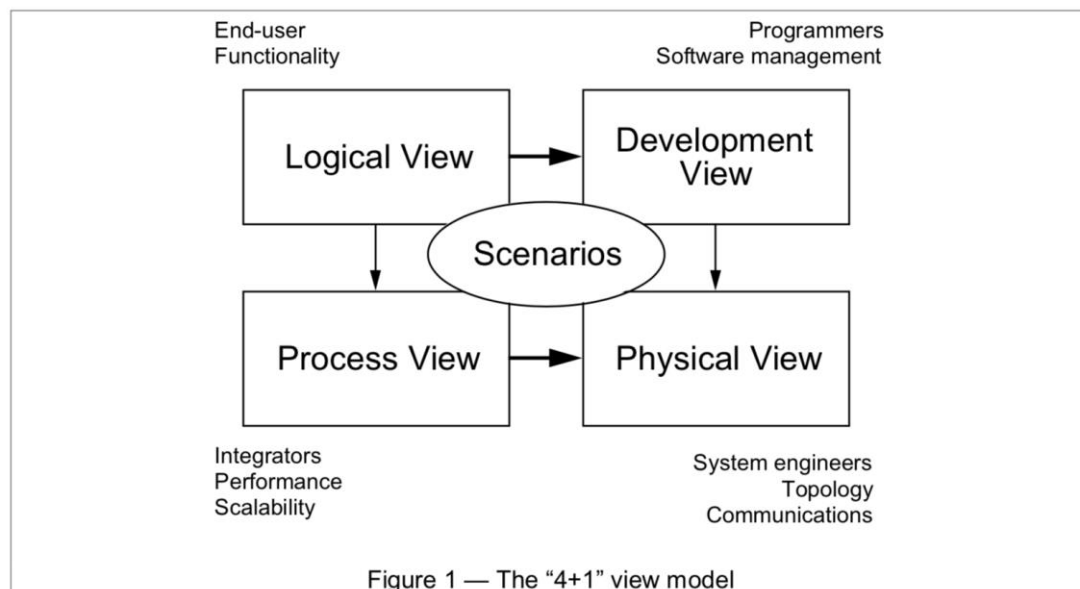 End-user
Functionality
Programmers
Software management
Logical View
Development
View
Scenarios
Process View
Physical View
Integrators
Performance
Scalability
System engineers
Topology
Communications
Figure 1 — The “4+1” view model